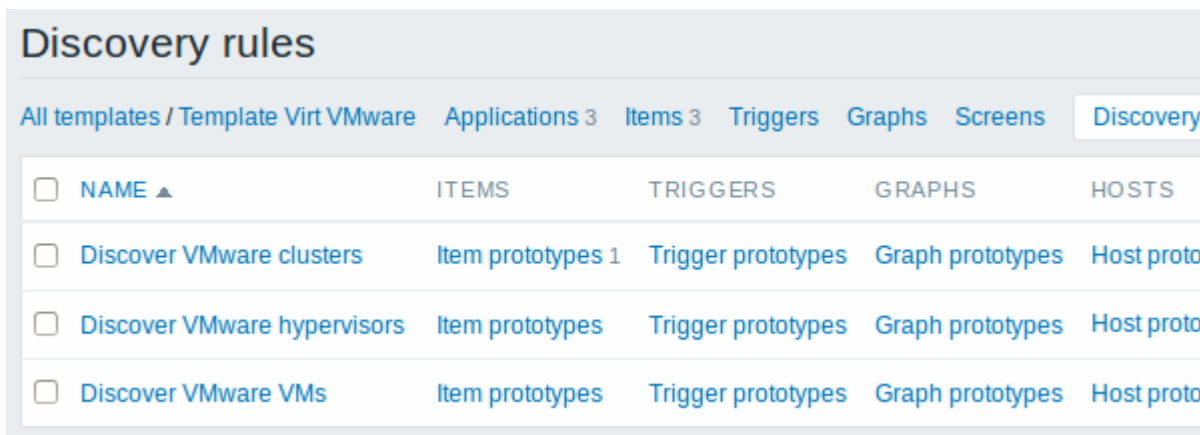 Discovery rules
All templates / Template Virt VMware Applications 3 Items 3 Triggers Graphs Screens Discovery
NAME ITEMS TRIGGERS GRAPHS HOSTS
Discover VMware clusters Item prototypes 1 Trigger prototypes Graph prototypes Host proto
Discover VMware hypervisors Item prototypes Trigger prototypes Graph prototypes Host proto
Discover VMware VMs Item prototypes Trigger prototypes Graph prototypes Host proto